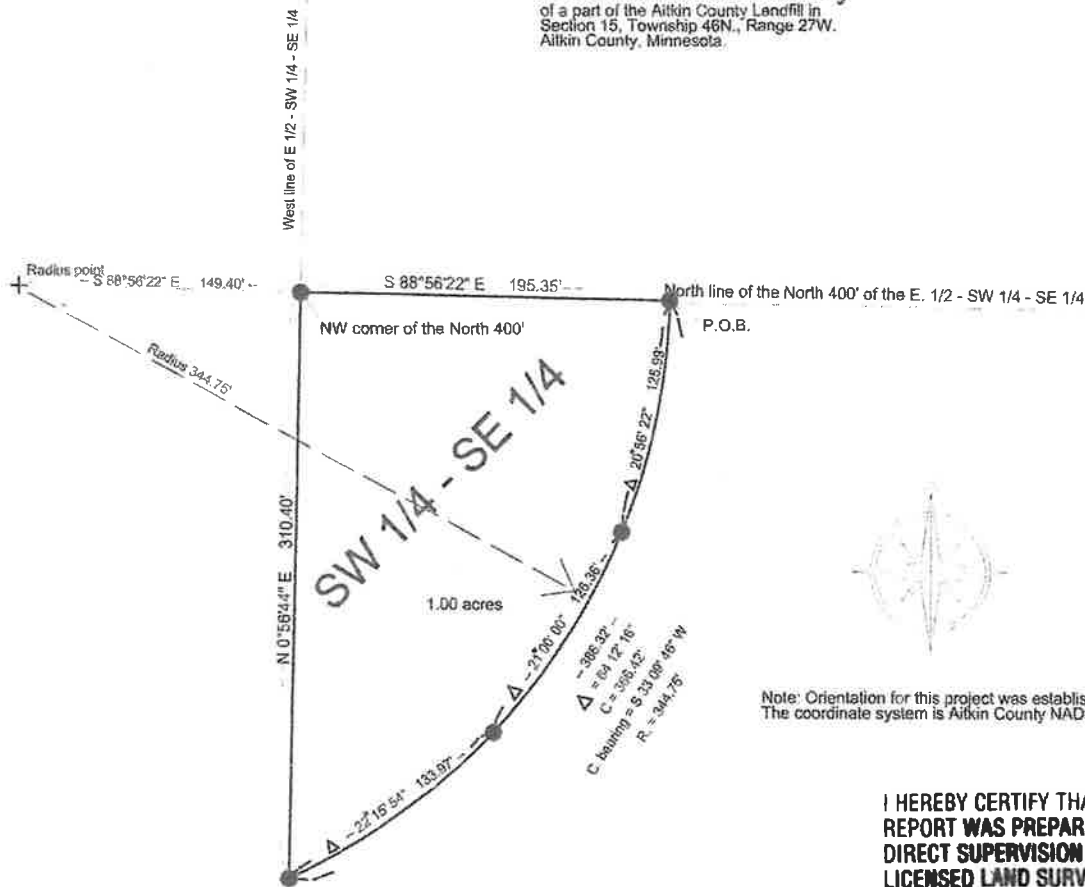 of a part of the Aitkin County Landfill in
Section 15, Township 46N., Range 27W.
Aitkin County, Minnesota.
West line of E 1/2 - SW 1/4 - SE 1/4
Radius point
S 88°56'22" E 149.40'
S 88°56'22" E 195.35'
North line of the North 400' of the E. 1/2 - SW 1/4 - SE 1/4
NW corner of the North 400'
P.O.B.
Radius 344.75'
Δ 20°56' 22" 125.99'
N 0°56'44" E 310.40'
SW 1/4 - SE 1/4
1.00 acres
Δ - 21°00' 00" 126.36' -
- 386.32' -
Δ = 64 12' 16"
C = 366.42'
C. bearing = S 33 09' 46" W
R. = 344.75'
Δ - 22°15' 54" 133.97' -
Note: Orientation for this project was establis
The coordinate system is Aitkin County NAD
I HEREBY CERTIFY THA
REPORT WAS PREPAR
DIRECT SUPERVISION
LICENSED LAND SURV